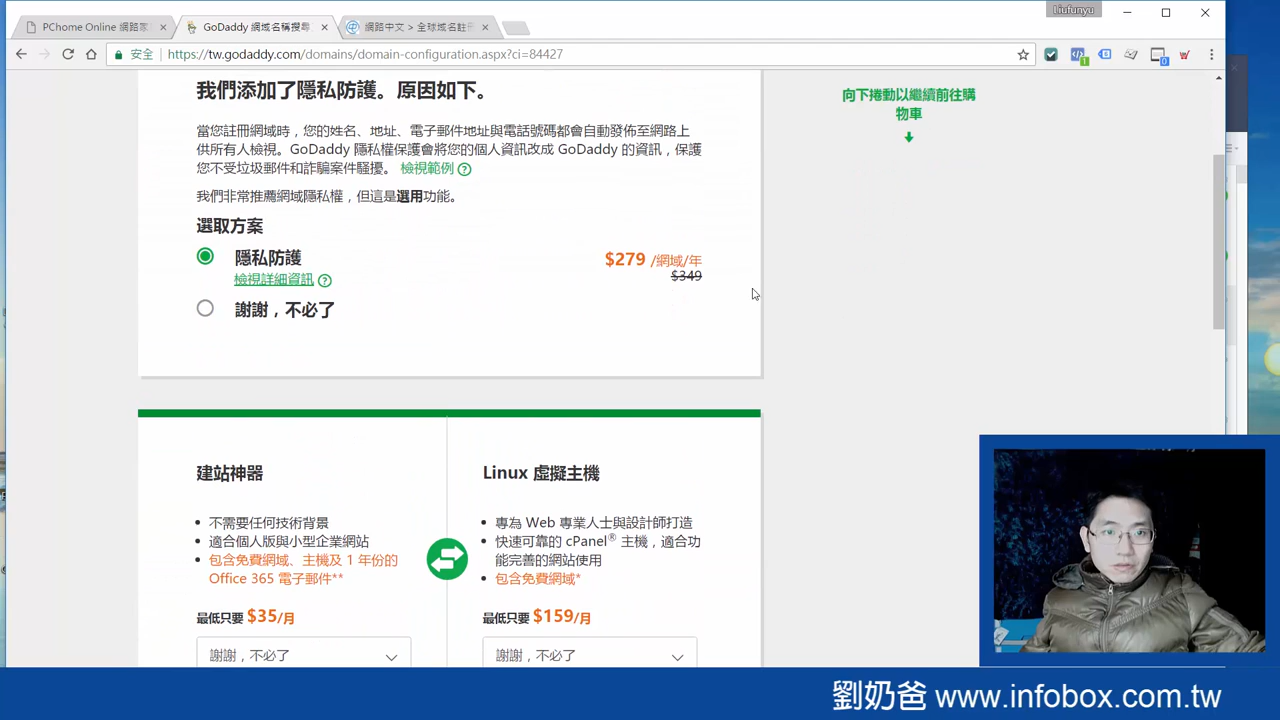 Liufunyu
PChome Online 網路家
GoDaddy 網域名稱搜尋
網路中文 > 全球域名註冊
安全
https://tw.godaddy.com/domains/domain-configuration.aspx?ci=84427
我們添加了隱私防護。原因如下。
當您註冊網域時，您的姓名、地址、電子郵件地址與電話號碼都會自動發佈至網路上
供所有人檢視。GoDaddy 隱私權保護會將您的個人資訊改成 GoDaddy 的資訊，保護
您不受垃圾郵件和詐騙案件騷擾。 檢視範例 ?
我們非常推薦網域隱私權，但這是選用功能。
選取方案
隱私防護
$279 /網域/年
檢視詳細資訊 ?
$349
謝謝，不必了
向下捲動以繼續前往購
物車
建站神器
不需要任何技術背景
適合個人版與小型企業網站
包含免費網域、主機及 1 年份的
Office 365 電子郵件**
最低只要 $35/月
謝謝，不必了
Linux 虛擬主機
專為 Web 專業人士與設計師打造
快速可靠的 cPanel® 主機，適合功
能完善的網站使用
包含免費網域*
最低只要 $159/月
謝謝，不必了
劉奶爸 www.infobox.com.tw